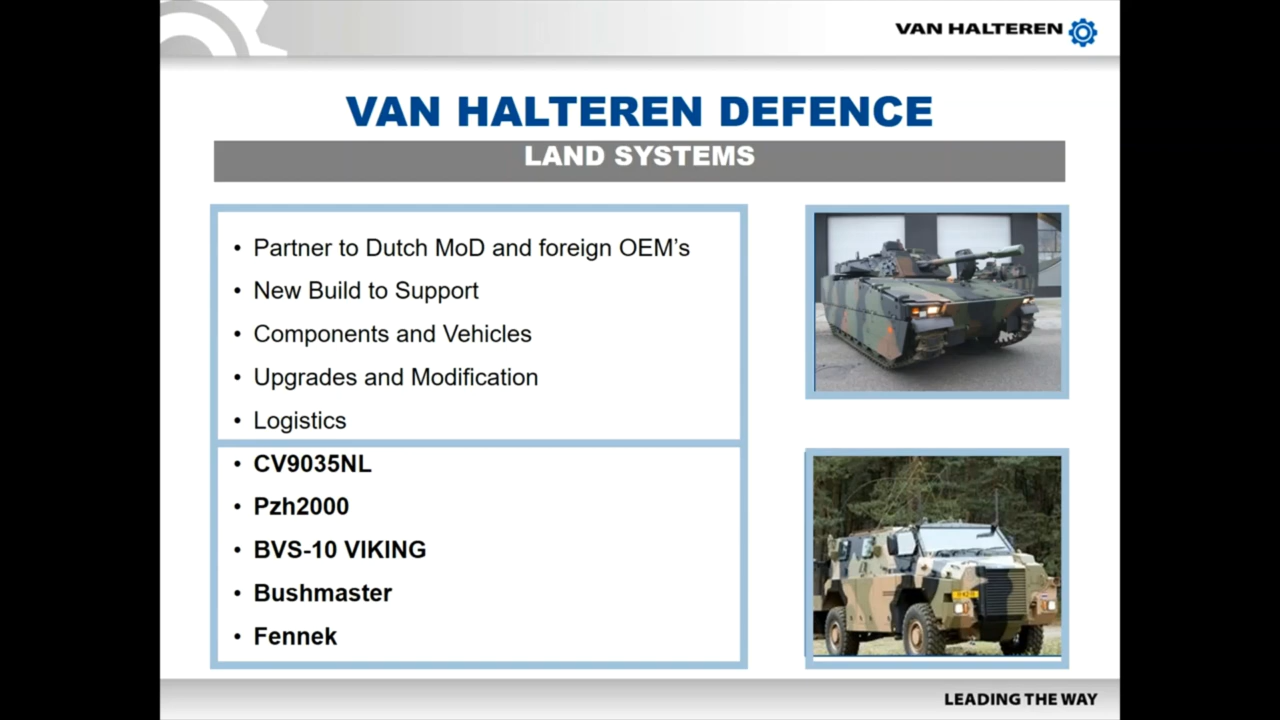 VAN HALTEREN
VAN HALTEREN DEFENCE
LAND SYSTEMS
• Partner to Dutch MoD and foreign OEM’s
• New Build to Support
• Components and Vehicles
• Upgrades and Modification
• Logistics
• CV9035NL
• Pzh2000
• BVS-10 VIKING
• Bushmaster
• Fennek
LEADING THE WAY